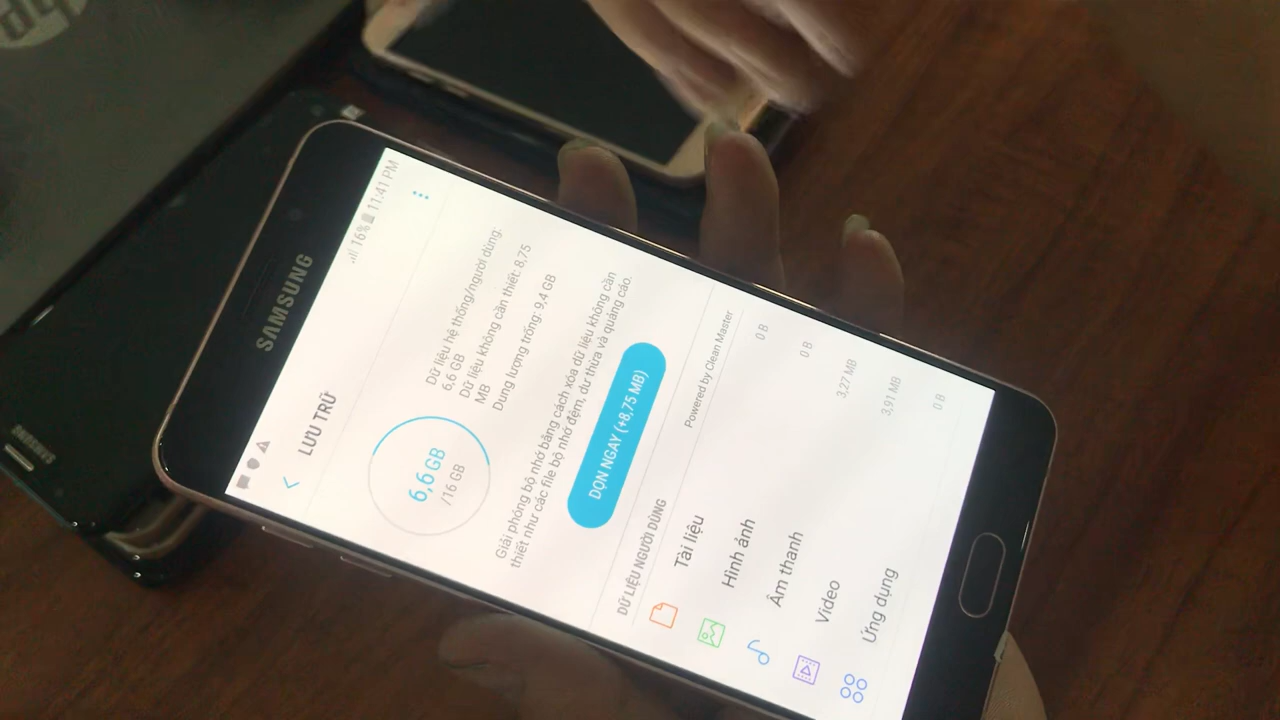 hp
SAMSUNG
SAMSUNG
16% 11:41 PM
LƯU TRỮ
6,6 GB
/16 GB
Dữ liệu hệ thống/người dùng:
6,6 GB
Dữ liệu không cần thiết: 8,75
MB
Dung lượng trống: 9,4 GB
Giải phóng bộ nhớ bằng cách xóa dữ liệu không cần
thiết như các file bộ nhớ đệm, dư thừa và quảng cáo.
DỌN NGAY (+8,75 MB)
Powered by Clean Master
DỮ LIỆU NGƯỜI DÙNG
Tài liệu 0 B
Hình ảnh 0 B
Âm thanh 3,27 MB
Video 3,91 MB
Ứng dụng 0 B